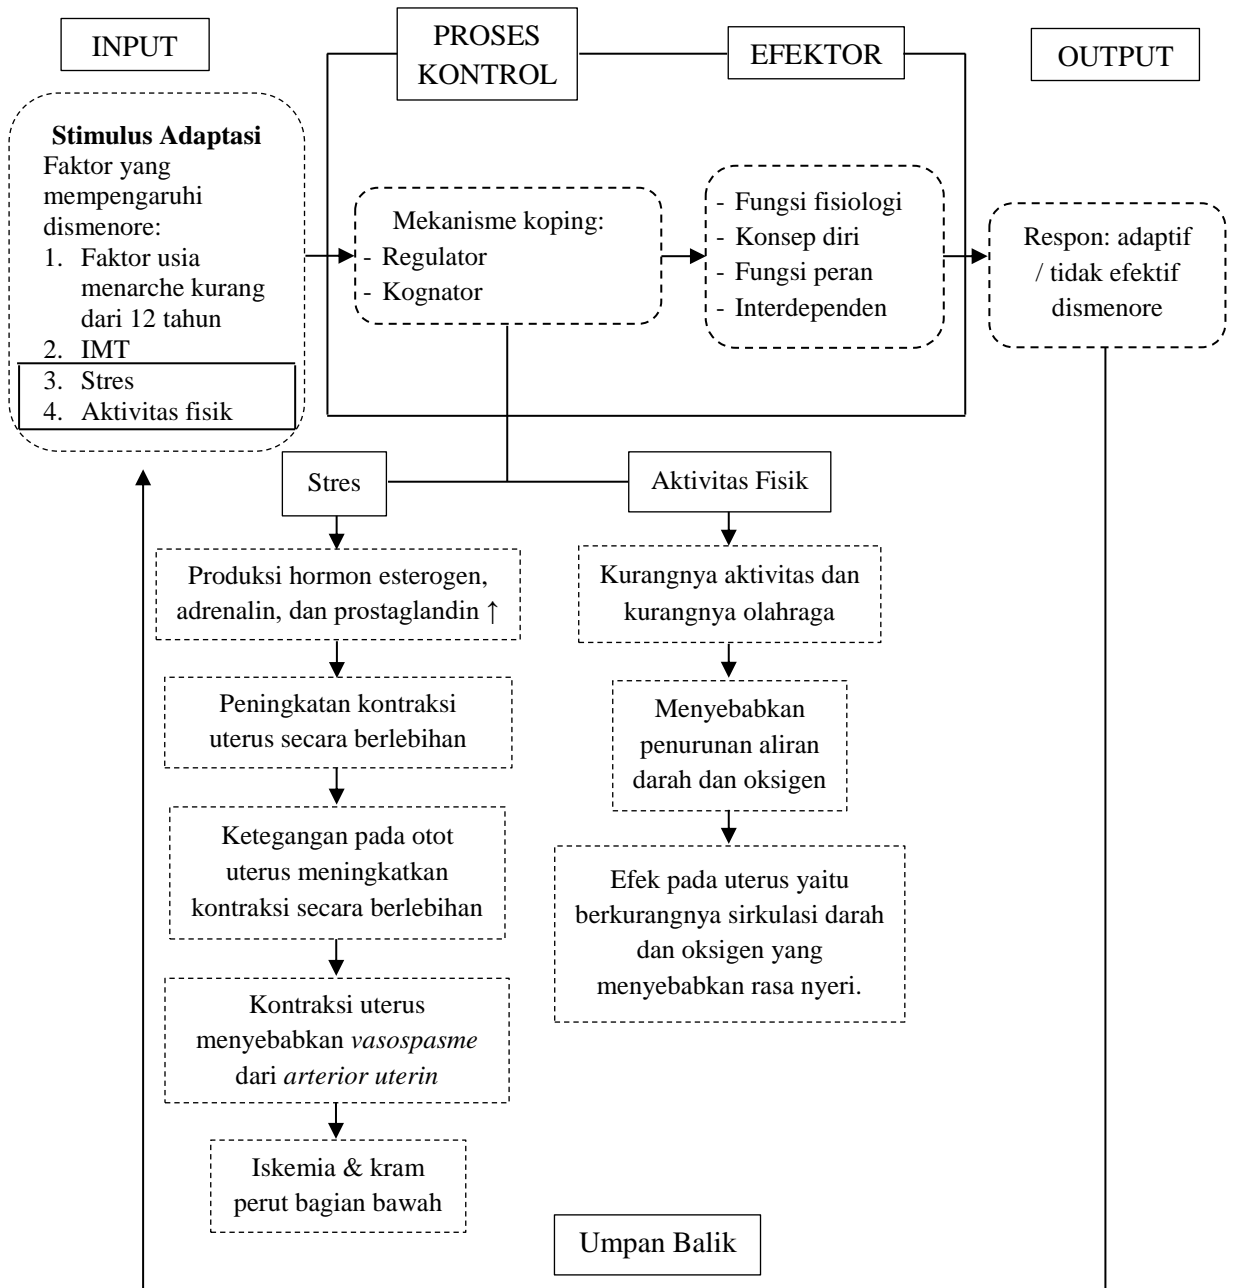 INPUT
PROSES
KONTROL
EFEKTOR
OUTPUT
Stimulus Adaptasi
Faktor yang
mempengaruhi
dismenore:
1. Faktor usia
menarche kurang
dari 12 tahun
2. IMT
3. Stres
4. Aktivitas fisik
Mekanisme koping:
- Regulator
- Kognator
- Fungsi fisiologi
- Konsep diri
- Fungsi peran
- Interdependen
Respon: adaptif
/ tidak efektif
dismenore
Stres
Aktivitas Fisik
Produksi hormon esterogen,
adrenalin, dan prostaglandin ↑
Peningkatan kontraksi
uterus secara berlebihan
Ketegangan pada otot
uterus meningkatkan
kontraksi secara berlebihan
Kontraksi uterus
menyebabkan vasospasme
dari arterior uterin
Iskemia & kram
perut bagian bawah
Kurangnya aktivitas dan
kurangnya olahraga
Menyebabkan
penurunan aliran
darah dan oksigen
Efek pada uterus yaitu
berkurangnya sirkulasi darah
dan oksigen yang
menyebabkan rasa nyeri.
Umpan Balik